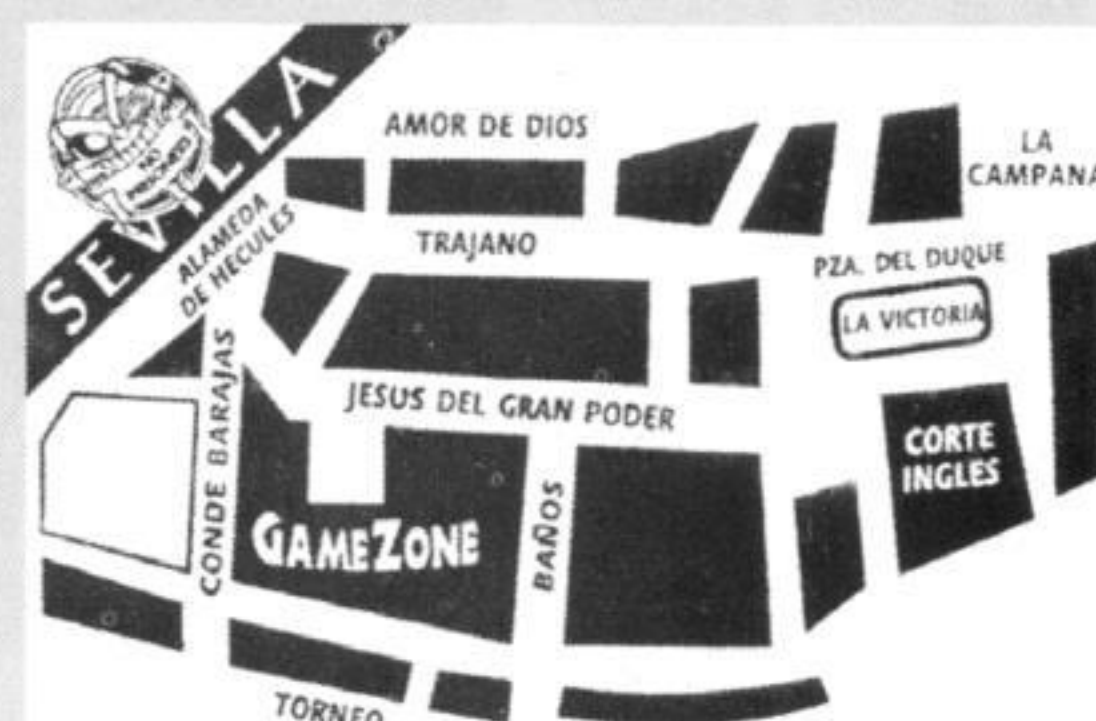 SEVILLA
AMOR DE DIOS
LA
CAMPANA
ALAMEDA
DE HECULES
TRAJANO
PZA. DEL DUQUE
LA VICTORIA
CONDE BARAJAS
JESUS DEL GRAN PODER
CORTE
INGLES
GAMEZONE
BAÑOS
TORNEO